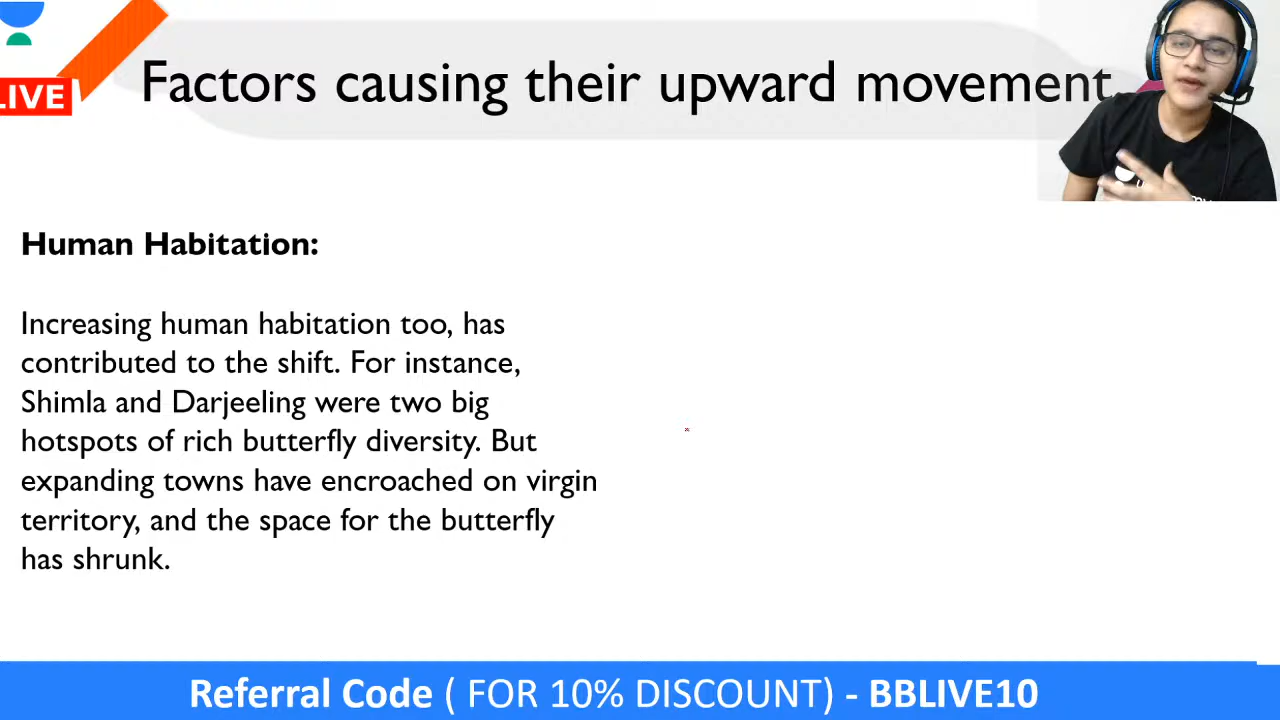 LIVE
Factors causing their upward movement
Human Habitation:
Increasing human habitation too, has
contributed to the shift. For instance,
Shimla and Darjeeling were two big
hotspots of rich butterfly diversity. But
expanding towns have encroached on virgin
territory, and the space for the butterfly
has shrunk.
Referral Code ( FOR 10% DISCOUNT) - BBLIVE10